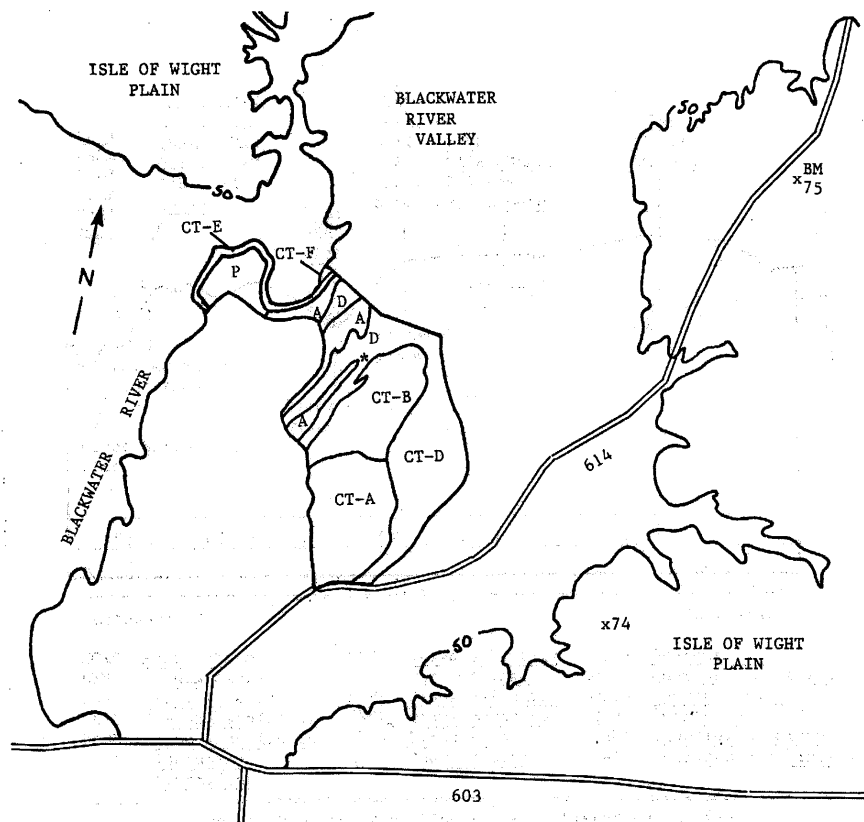 ISLE OF WIGHT
PLAIN
BLACKWATER
RIVER
VALLEY
50
BM
x75
50
CT-E
CT-F
P
N
A
D
A
D
*
CT-B
A
CT-D
CT-A
BLACKWATER RIVER
614
x74
50
ISLE OF WIGHT
PLAIN
603